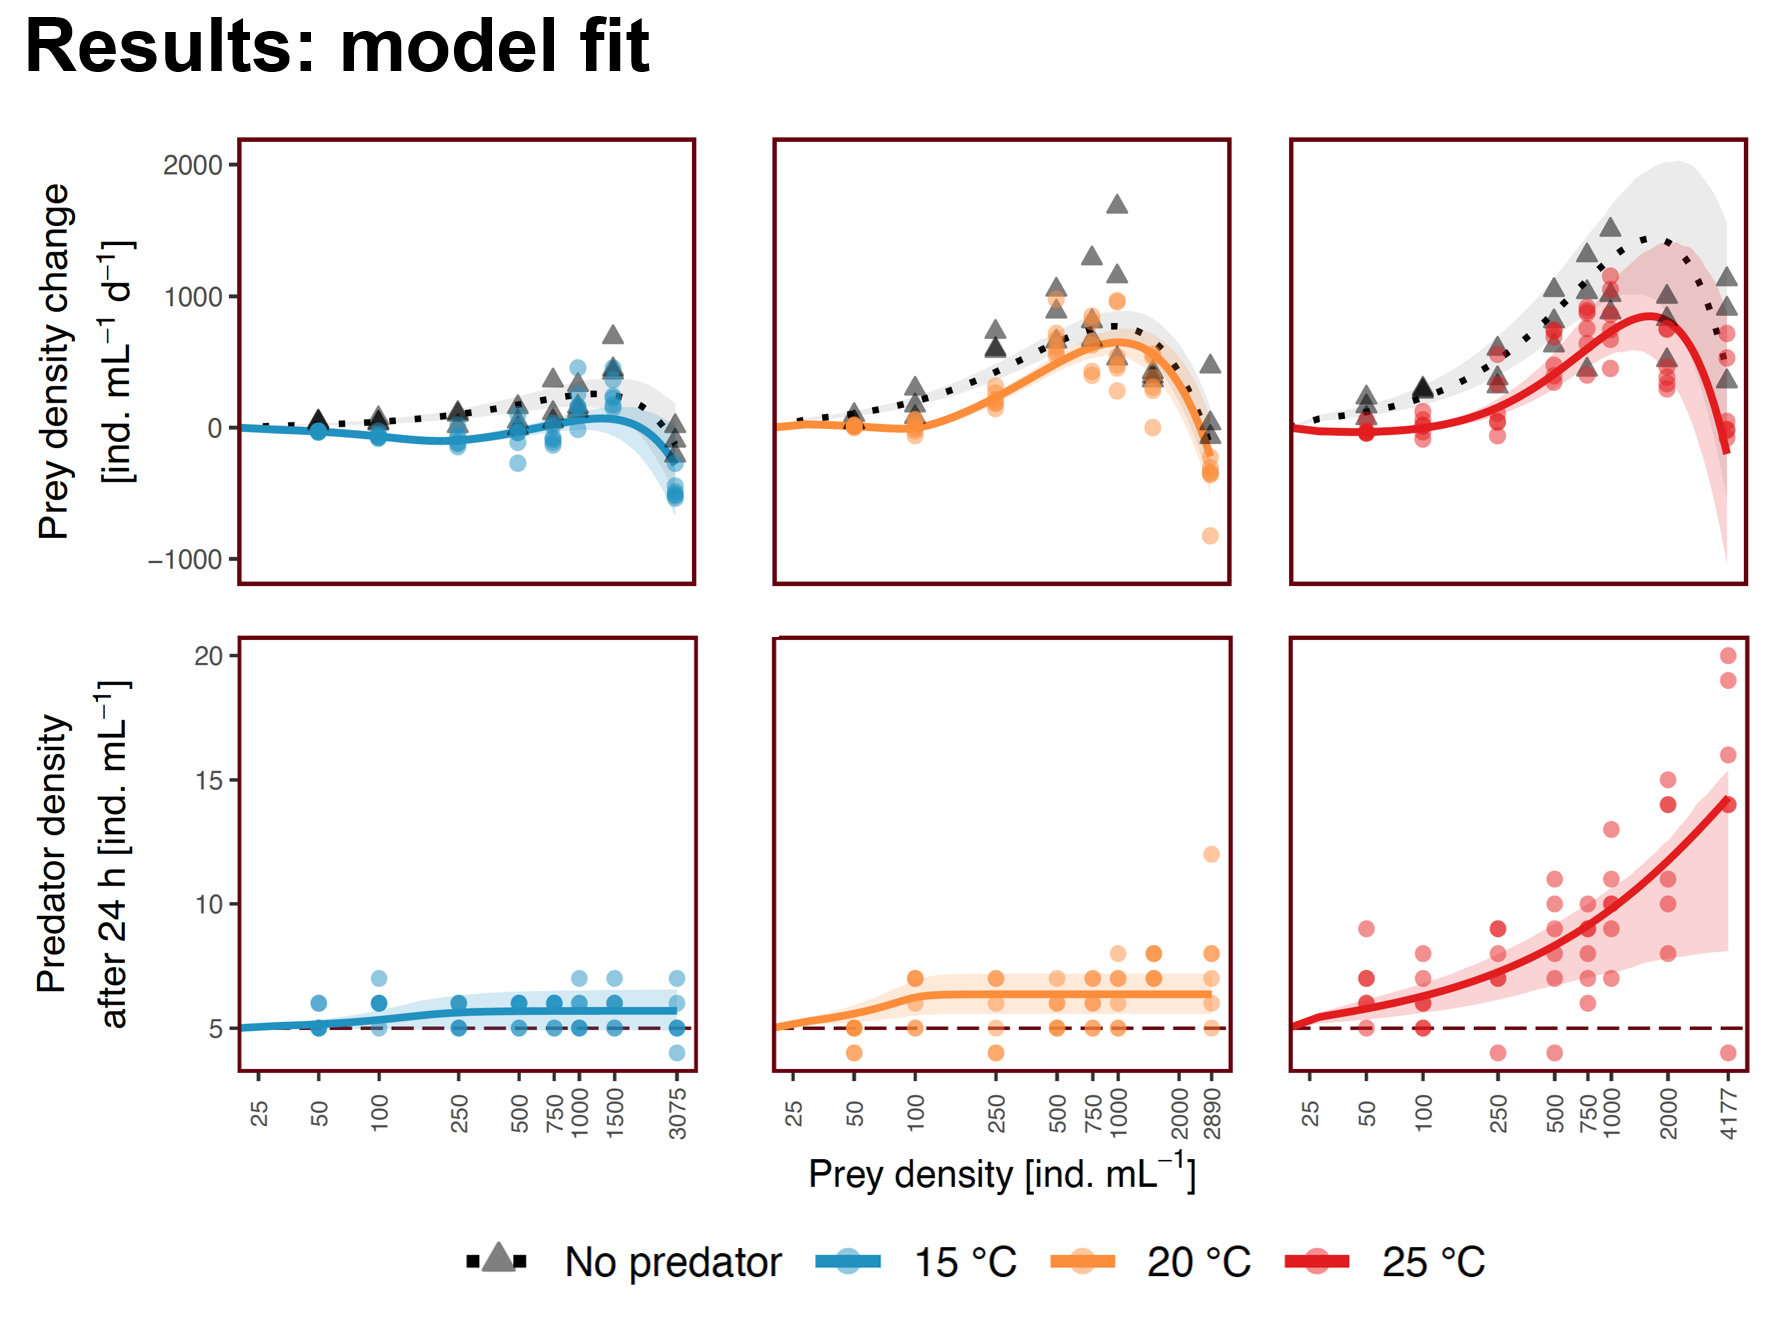 Results: model fit
Prey density change
[ind. mL⁻¹ d⁻¹]
2000
1000
0
−1000
Predator density
after 24 h [ind. mL⁻¹]
20
15
10
5
25 50 100 250 500 750 1000 1500 3075
25 50 100 250 500 750 1000 2000 2890
25 50 100 250 500 750 1000 2000 4177
Prey density [ind. mL⁻¹]
No predator 15 °C 20 °C 25 °C